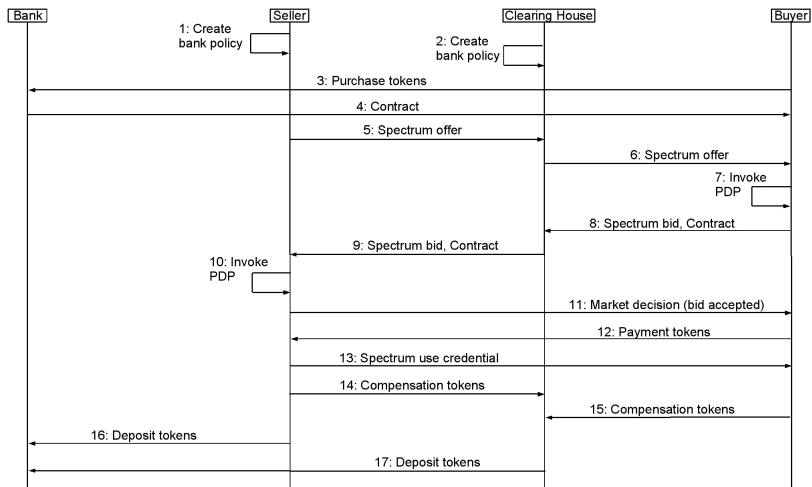 Bank Seller Clearing House Buyer
1: Create
bank policy
2: Create
bank policy
3: Purchase tokens
4: Contract
5: Spectrum offer
6: Spectrum offer
7: Invoke
PDP
8: Spectrum bid, Contract
9: Spectrum bid, Contract
10: Invoke
PDP
11: Market decision (bid accepted)
12: Payment tokens
13: Spectrum use credential
14: Compensation tokens
15: Compensation tokens
16: Deposit tokens
17: Deposit tokens